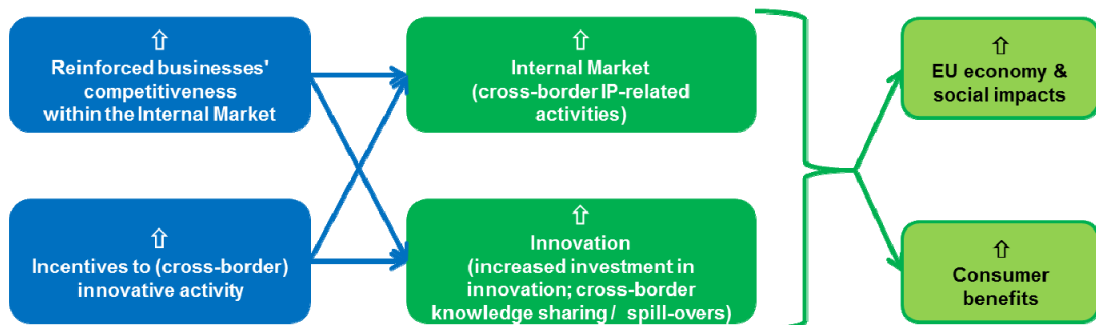 ⇧
Reinforced businesses'
competitiveness
within the Internal Market
⇧
Internal Market
(cross-border IP-related
activities)
⇧
EU economy &
social impacts
⇧
Incentives to (cross-border)
innovative activity
⇧
Innovation
(increased investment in
innovation; cross-border
knowledge sharing / spill-overs)
⇧
Consumer
benefits